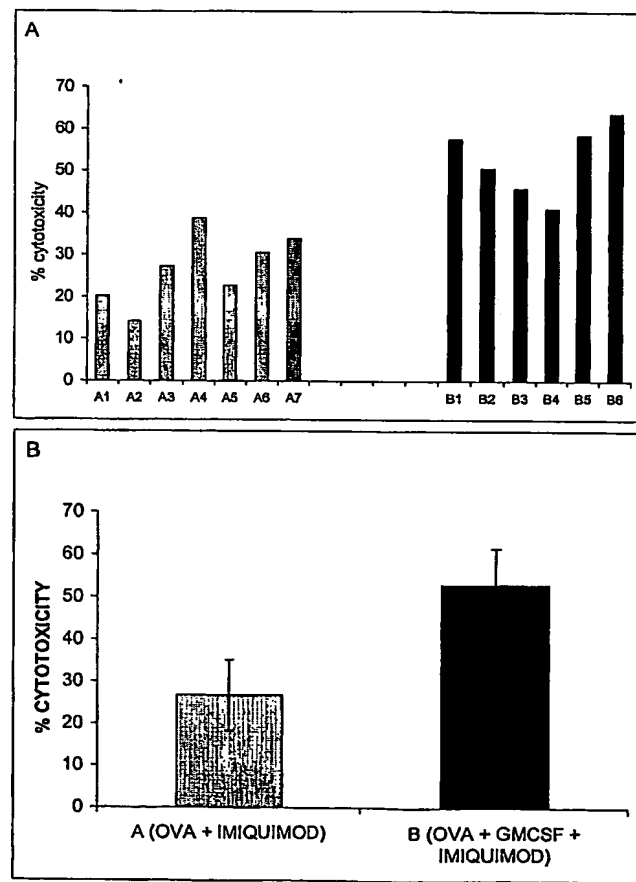 A
70
60
50
40
30
20
10
0
% cytotoxicity
A1 A2 A3 A4 A5 A6 A7 B1 B2 B3 B4 B5 B6
B
70
60
50
40
30
20
10
0
% CYTOTOXICITY
A (OVA + IMIQUIMOD) B (OVA + GMCSF +
IMIQUIMOD)